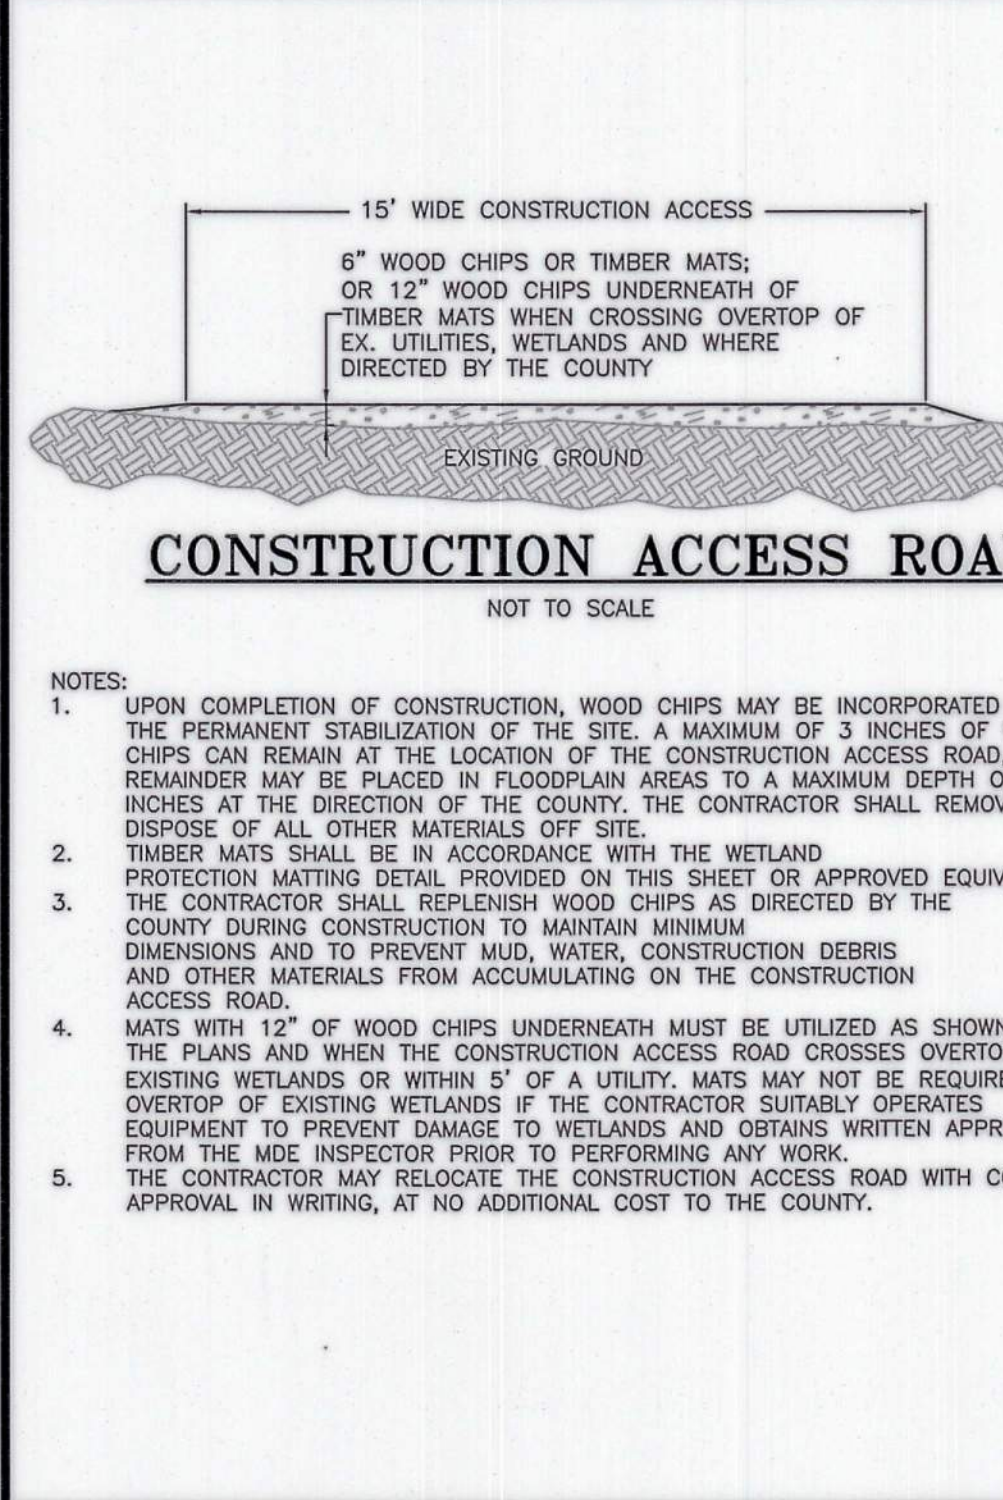 15' WIDE CONSTRUCTION ACCESS
6" WOOD CHIPS OR TIMBER MATS;
OR 12" WOOD CHIPS UNDERNEATH OF
TIMBER MATS WHEN CROSSING OVERTOP OF
EX. UTILITIES, WETLANDS AND WHERE
DIRECTED BY THE COUNTY
EXISTING GROUND
CONSTRUCTION ACCESS
NOT TO SCALE
NOTES:
1. UPON COMPLETION OF CONSTRUCTION, WOOD CHIPS MAY BE INCORPORATED
THE PERMANENT STABILIZATION OF THE SITE. A MAXIMUM OF 3 INCHES OF
CHIPS CAN REMAIN AT THE LOCATION OF THE CONSTRUCTION ACCESS ROAD.
REMAINDER MAY BE PLACED IN FLOODPLAIN AREAS TO A MAXIMUM DEPTH
INCHES AT THE DIRECTION OF THE COUNTY. THE CONTRACTOR SHALL
DISPOSE OF ALL OTHER MATERIALS OFF SITE.
2. TIMBER MATS SHALL BE IN ACCORDANCE WITH THE WETLAND
PROTECTION MATTING DETAIL PROVIDED ON THIS SHEET OR APPROVED
3. THE CONTRACTOR SHALL REPLENISH WOOD CHIPS AS DIRECTED BY THE
COUNTY DURING CONSTRUCTION TO MAINTAIN MINIMUM
DIMENSIONS AND TO PREVENT MUD, WATER, CONSTRUCTION DEBRIS
AND OTHER MATERIALS FROM ACCUMULATING ON THE CONSTRUCTION
ACCESS ROAD.
4. MATS WITH 12" OF WOOD CHIPS UNDERNEATH MUST BE UTILIZED AS SHOWN
THE PLANS AND WHEN THE CONSTRUCTION ACCESS ROAD CROSSES
EXISTING WETLANDS OR WITHIN 5' OF A UTILITY. MATS MAY NOT BE
OVERTOP OF EXISTING WETLANDS IF THE CONTRACTOR SUITABLY OPERATES
EQUIPMENT TO PREVENT DAMAGE TO WETLANDS AND OBTAINS WRITTEN
FROM THE MDE INSPECTOR PRIOR TO PERFORMING ANY WORK.
5. THE CONTRACTOR MAY RELOCATE THE CONSTRUCTION ACCESS ROAD WITH
APPROVAL IN WRITING, AT NO ADDITIONAL COST TO THE COUNTY.